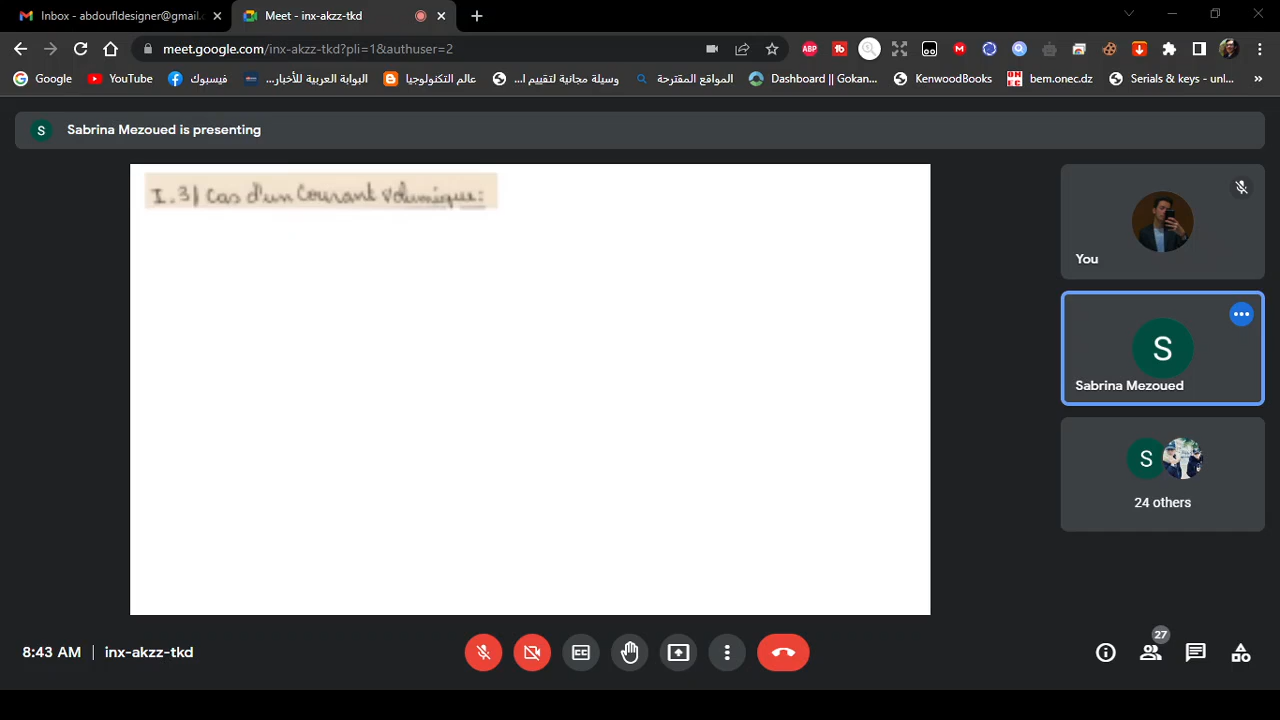 Inbox - abdoufldesigner@gmail.c
Meet - inx-akzz-tkd
meet.google.com/inx-akzz-tkd?pli=1&authuser=2
ABP
Google
YouTube
فيسبوك
البوابة العربية للأخبار...
عالم التكنولوجيا
وسيلة مجانية لتقييم ا...
المواقع المقترحة
Dashboard || Gokan...
KenwoodBooks
bem.onec.dz
Serials & keys - unl...
»
S
Sabrina Mezoued is presenting
I.3) Cas d'un Courant Volumique:
You
S
Sabrina Mezoued
S
24 others
8:43 AM | inx-akzz-tkd
27